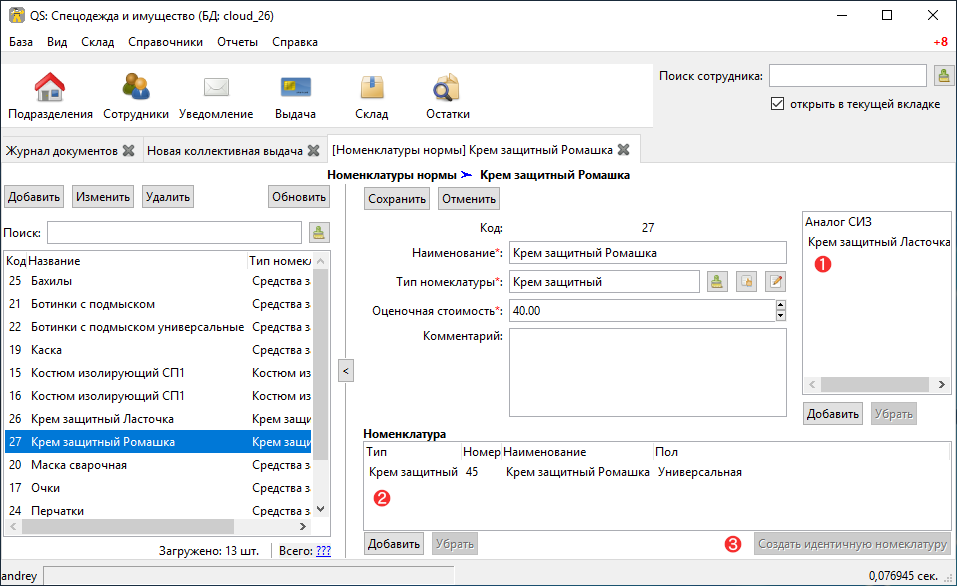 QS: Спецодежда и имущество (БД: cloud_26)
База Вид Склад Справочники Отчеты Справка +8
Подразделения Сотрудники Уведомление Выдача Склад Остатки
Поиск сотрудника:
открыть в текущей вкладке
Журнал документов Новая коллективная выдача [Номенклатуры нормы] Крем защитный Ромашка
Номенклатуры нормы Крем защитный Ромашка
Добавить Изменить Удалить Обновить
Поиск:
Код Название Тип номекл
25 Бахилы Средства з
21 Ботинки с подмыском Средства з
22 Ботинки с подмыском универсальные Средства з
19 Каска Средства з
15 Костюм изолирующий СП1 Костюм из
16 Костюм изолирующий СП1 Костюм из
26 Крем защитный Ласточка Крем защи
27 Крем защитный Ромашка Крем защи
20 Маска сварочная Средства з
17 Очки Средства з
24 Перчатки Средства з
Загружено: 13 шт. Всего: ???
<
Сохранить Отменить
Код: 27
Наименование*: Крем защитный Ромашка
Тип номеклатуры*: Крем защитный
Оценочная стоимость*: 40.00
Комментарий:
Аналог СИЗ
Крем защитный Ласточка
1
Добавить Убрать
Номенклатура
Тип Номер Наименование Пол
Крем защитный 45 Крем защитный Ромашка Универсальная
2
Добавить Убрать 3 Создать идентичную номеклатуру
andrey 0,076945 сек.